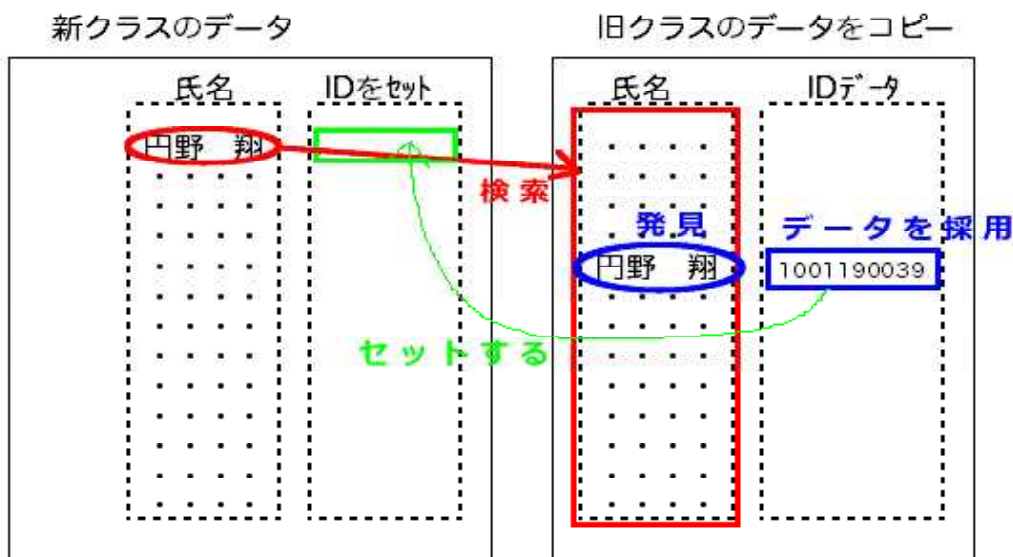 新クラスのデータ
旧クラスのデータをコピー
氏名
IDをｾｯﾄ
氏名
IDﾃﾞｰﾀ
円野　翔
検索
発見
データを採用
円野　翔
1001190039
セットする